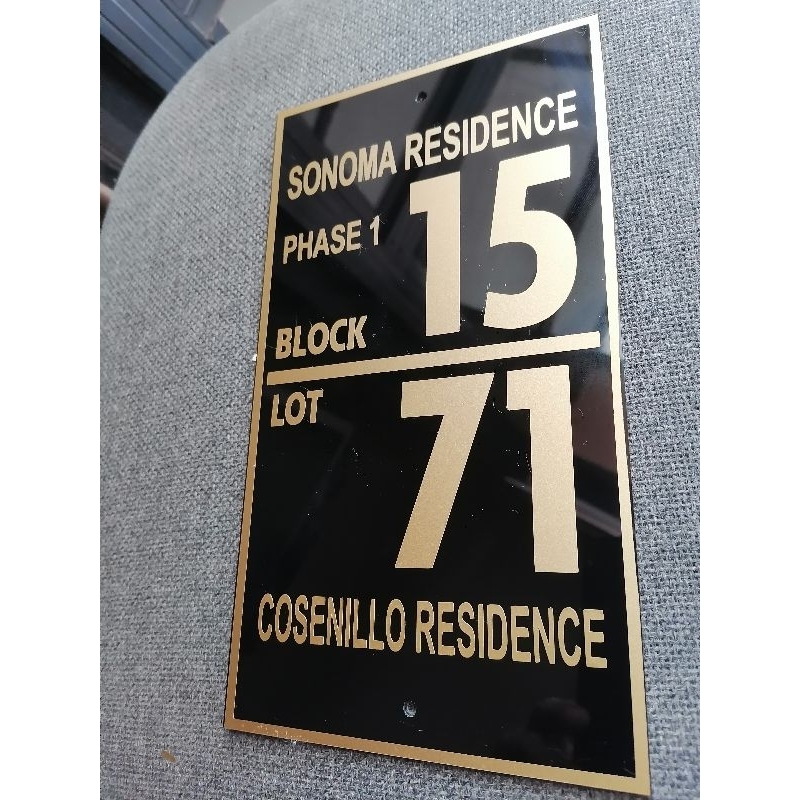 SONOMA RESIDENCE
PHASE 1
BLOCK 15
LOT 71
COSENILLO RESIDENCE